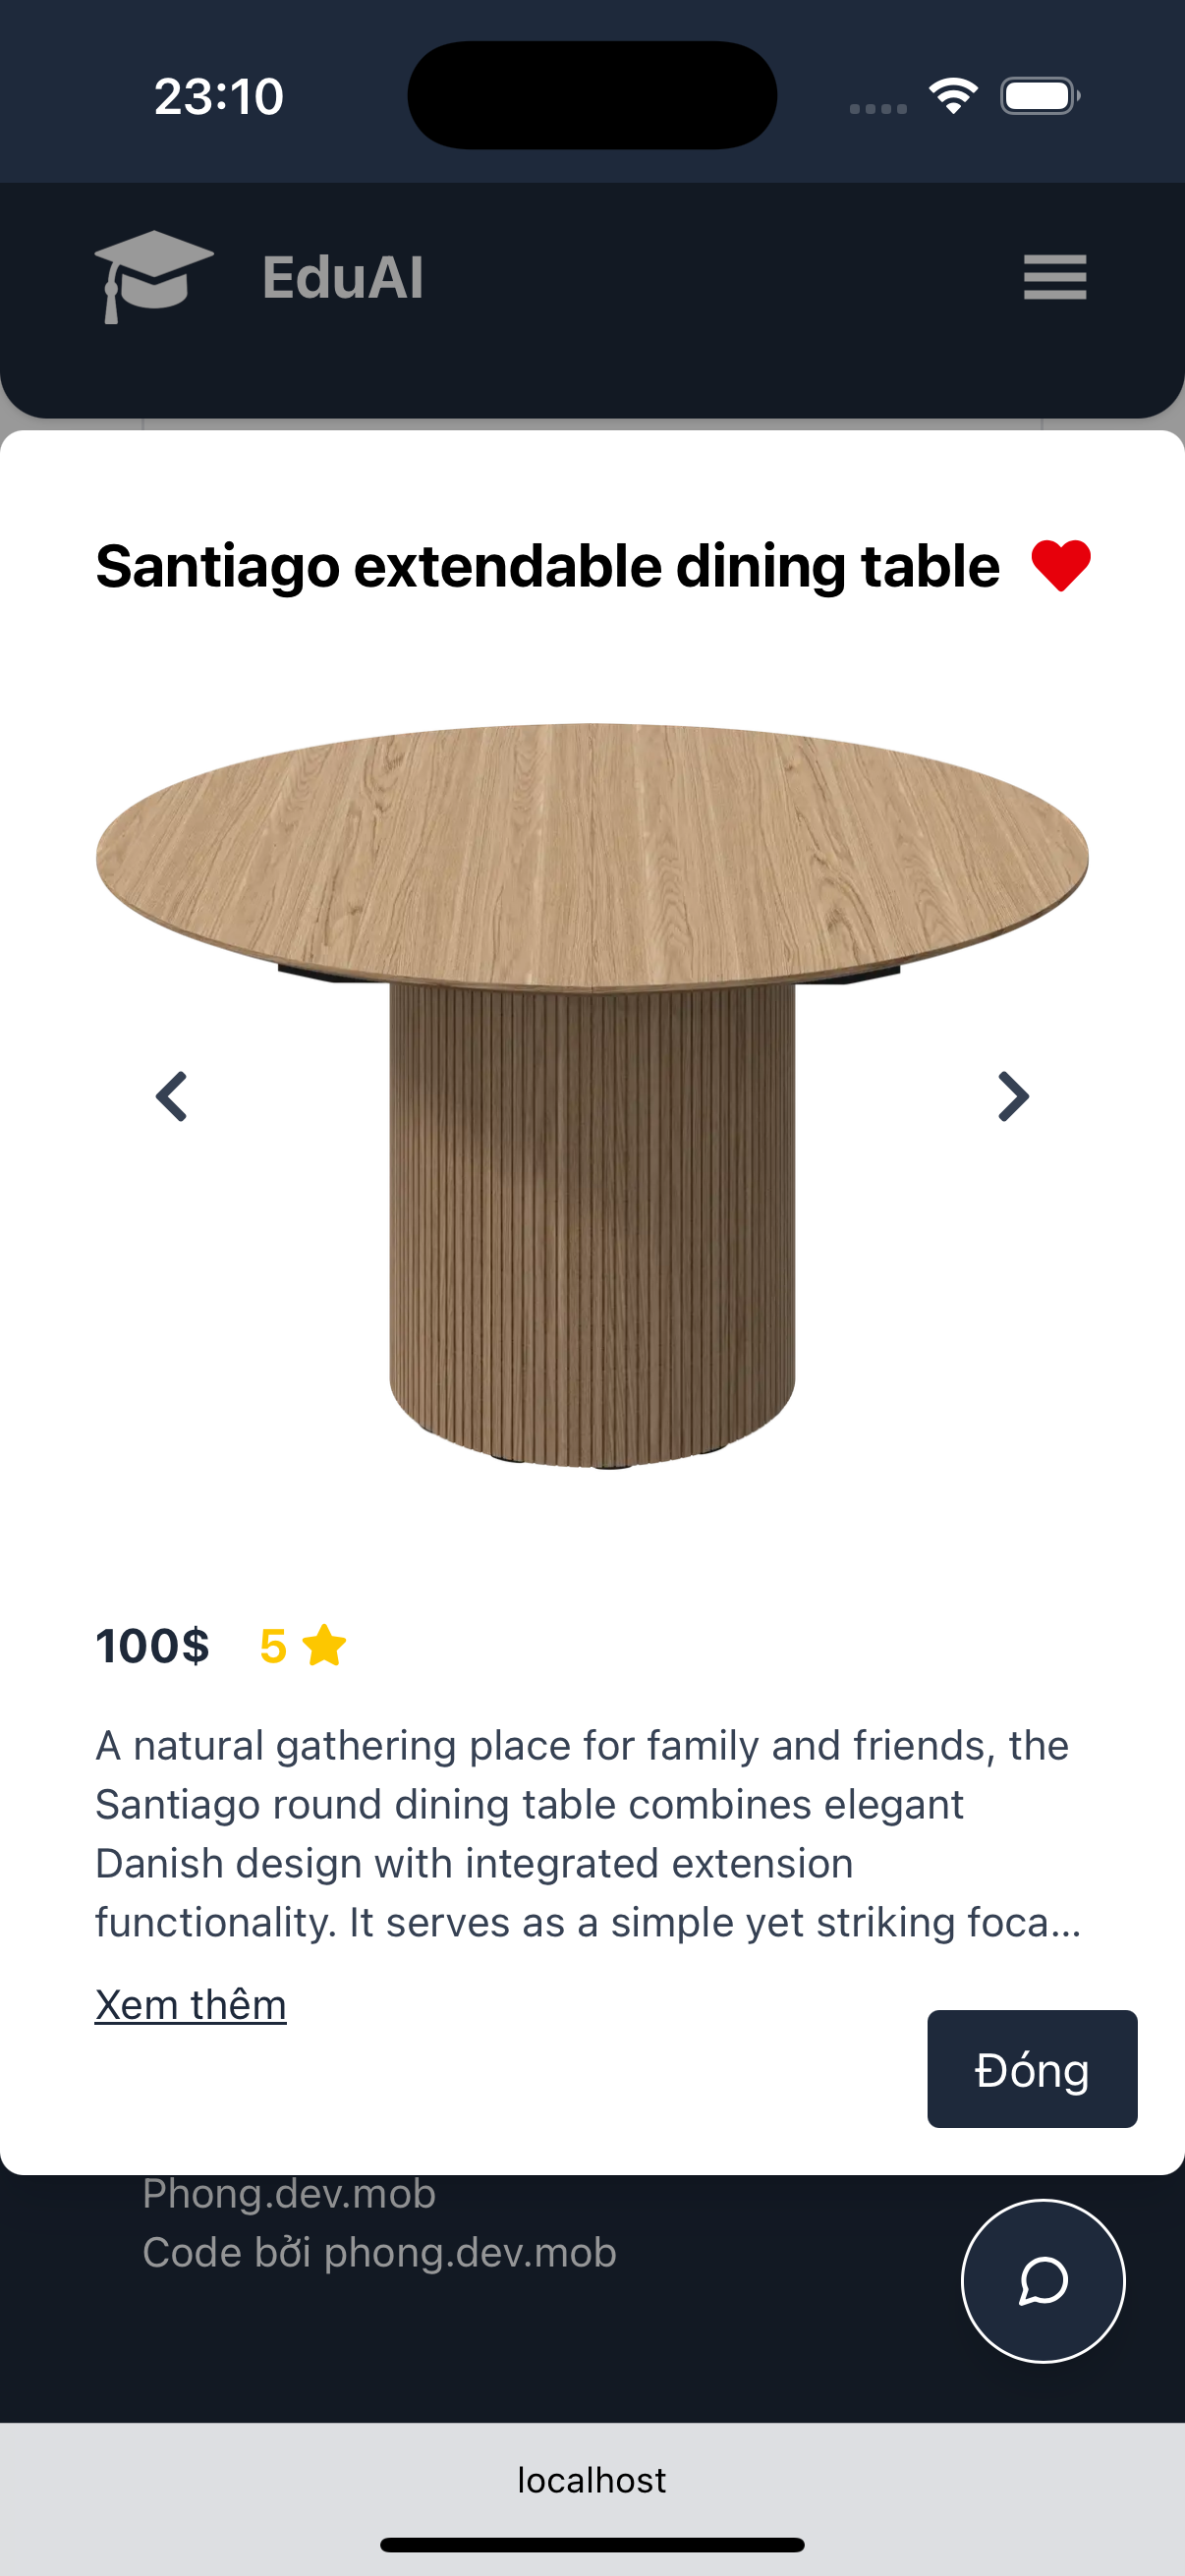 23:10
EduAI
Santiago extendable dining table
100$ 5
A natural gathering place for family and friends, the
Santiago round dining table combines elegant
Danish design with integrated extension
functionality. It serves as a simple yet striking foca...
Xem thêm
Đóng
Phong.dev.mob
Code bởi phong.dev.mob
localhost